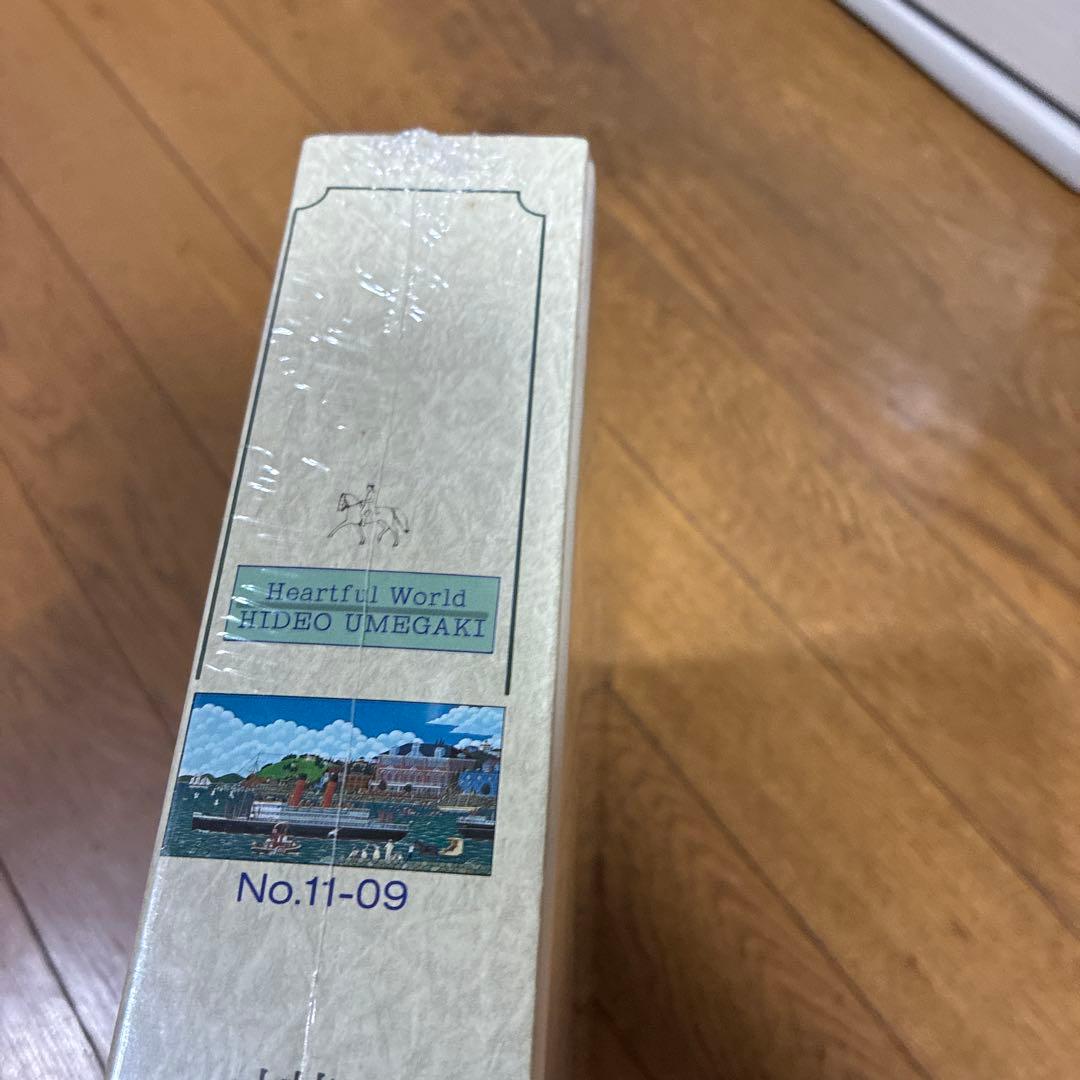 Heartful World
HIDEO UMEGAKI
No.11-09